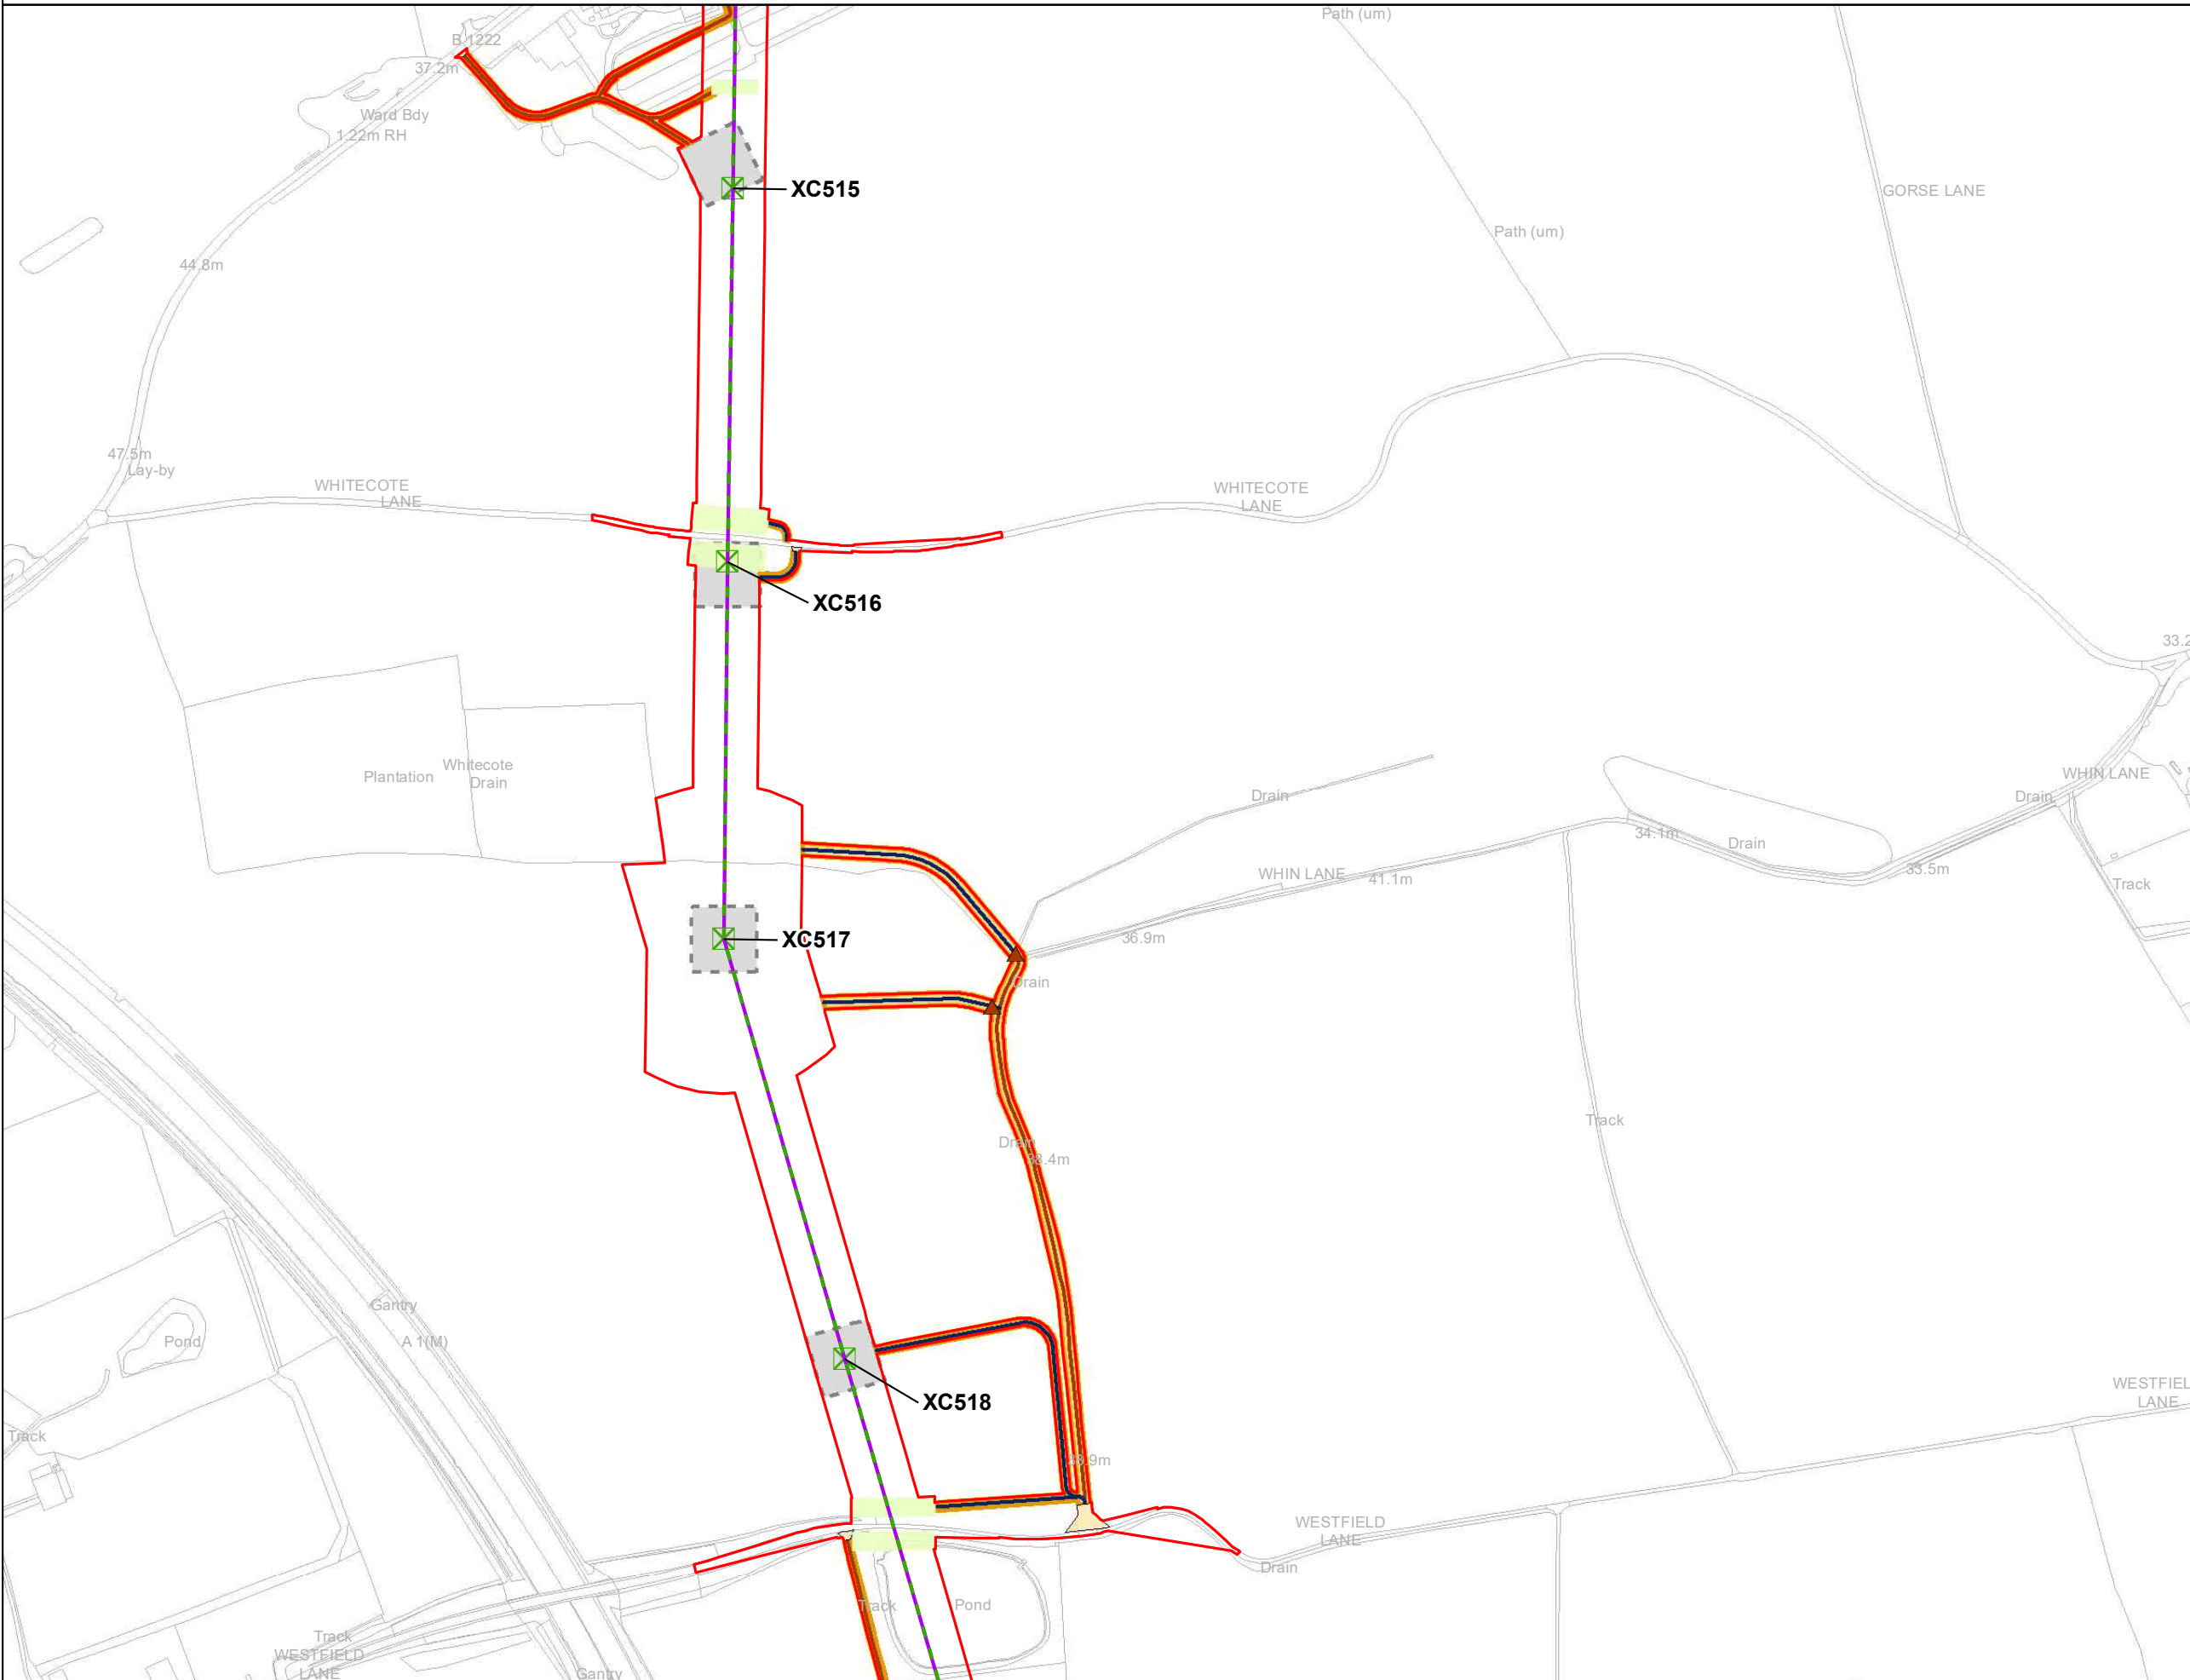 Path (um)
B 1222
37.2m
Ward Bdy
1.22m RH
XC515
GORSE LANE
Path (um)
44.8m
47.5m
Lay-by
WHITECOTE
LANE
WHITECOTE
LANE
XC516
33.2
Whitecote
Drain
Plantation
WHIN LANE
Drain
Drain
34.1m
Drain
WHIN LANE
41.1m
33.5m
Track
36.9m
XC517
Drain
Track
Drain
Gantry
A 1(M)
Pond
WESTFIEL
LANE
XC518
Track
WESTFIELD
LANE
Drain
Track
Pond
Track
WESTFIELD
LANE
Gantry